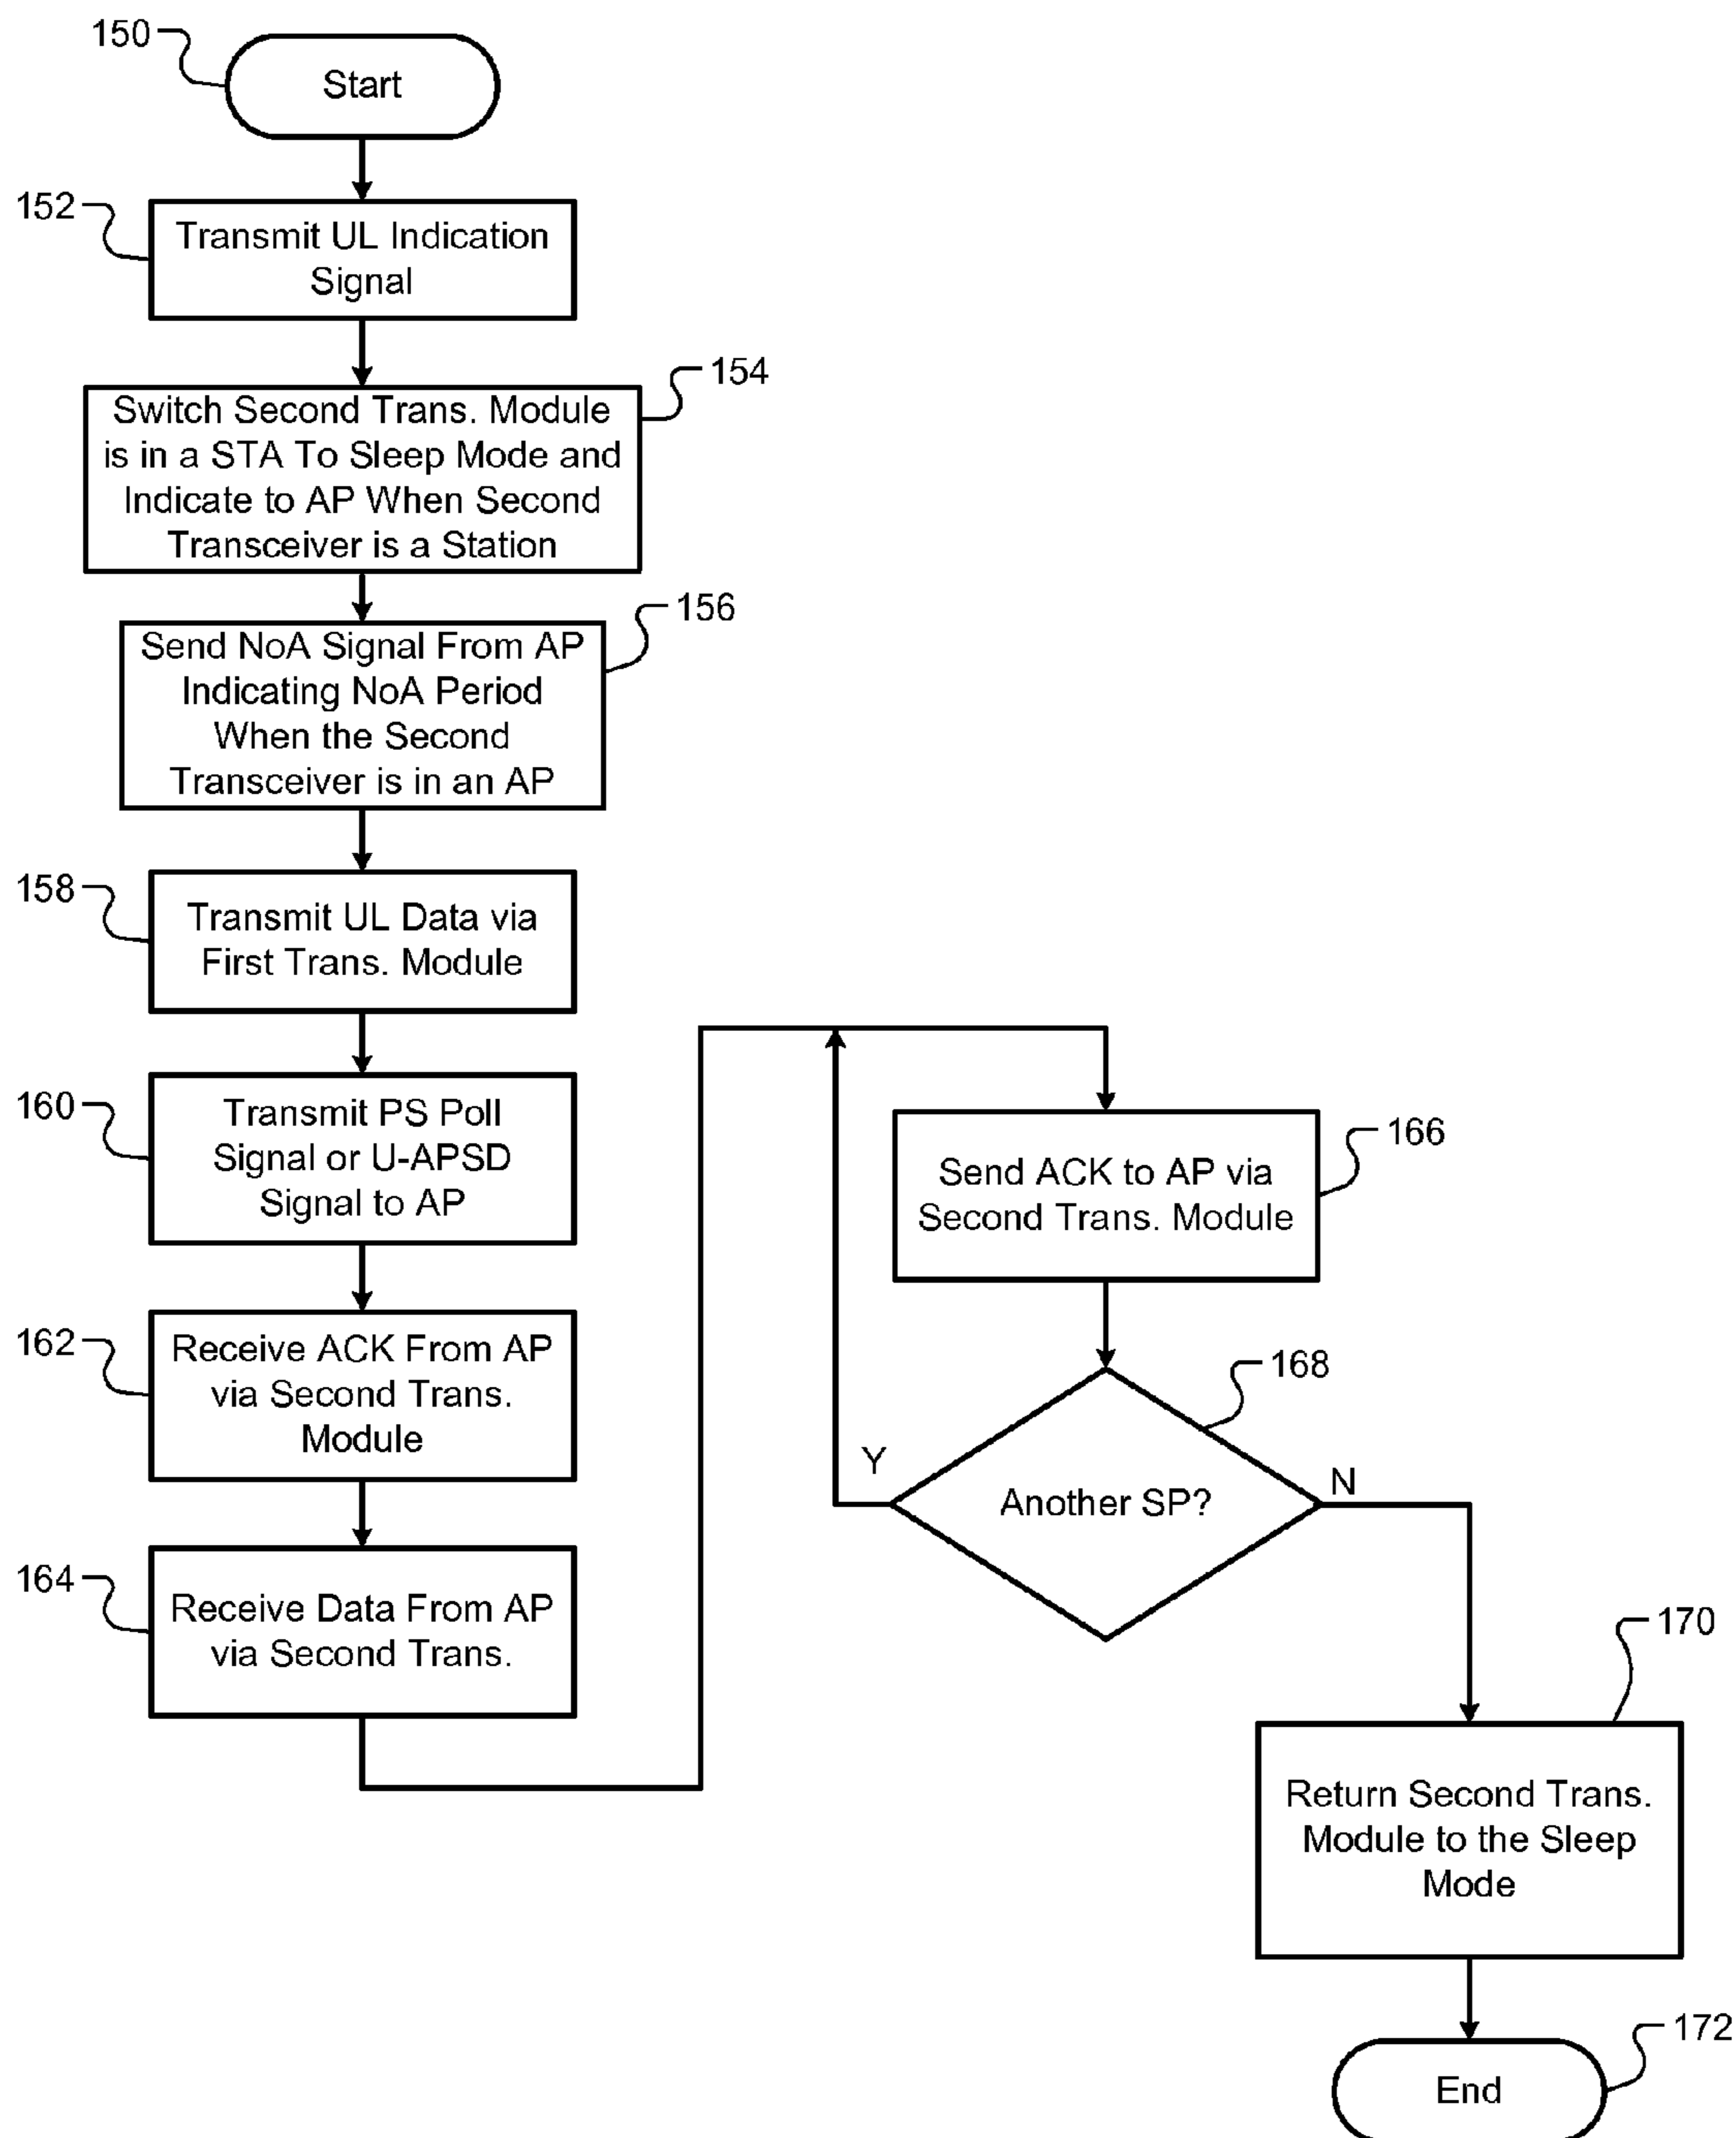 150
Start
152
Transmit UL Indication
Signal
154
Switch Second Trans. Module
is in a STA To Sleep Mode and
Indicate to AP When Second
Transceiver is a Station
156
Send NoA Signal From AP
Indicating NoA Period
When the Second
Transceiver is in an AP
158
Transmit UL Data via
First Trans. Module
160
Transmit PS Poll
Signal or U-APSD
Signal to AP
162
Receive ACK From AP
via Second Trans.
Module
164
Receive Data From AP
via Second Trans.
166
Send ACK to AP via
Second Trans. Module
168
Another SP?
Y
N
170
Return Second Trans.
Module to the Sleep
Mode
172
End